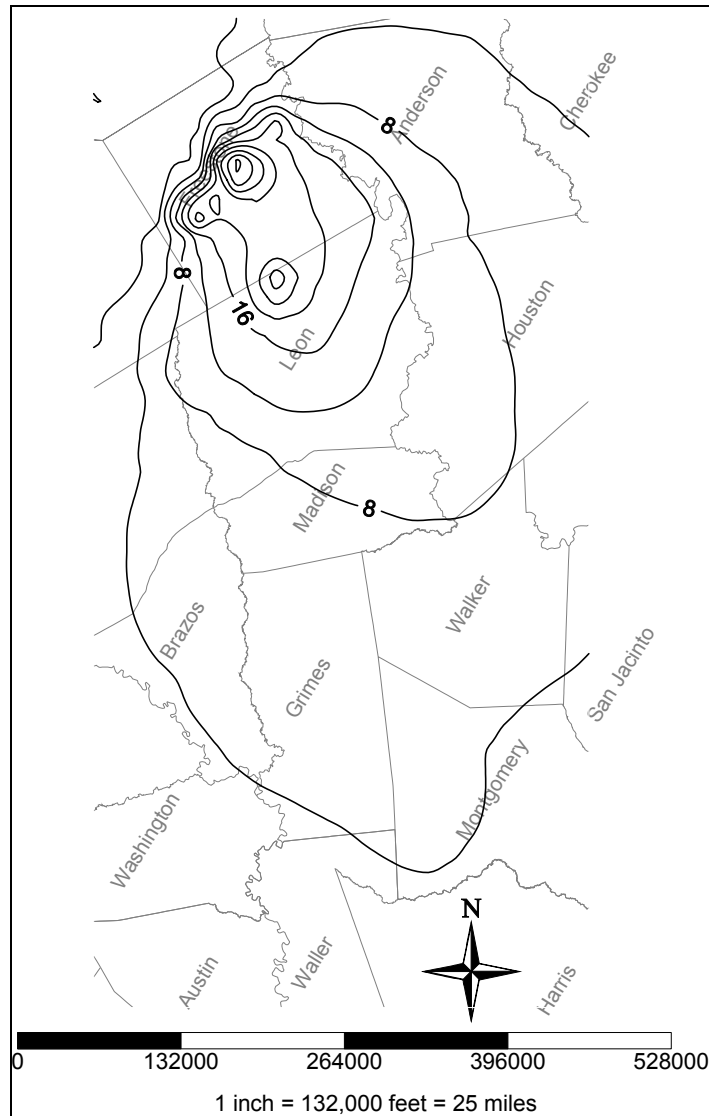 Cherokee
Anderson
8
8
16
Houston
Leon
Madison
8
Walker
Brazos
San Jacinto
Grimes
Montgomery
Washington
N
Waller
Austin
Harris
0 132000 264000 396000 528000
1 inch = 132,000 feet = 25 miles